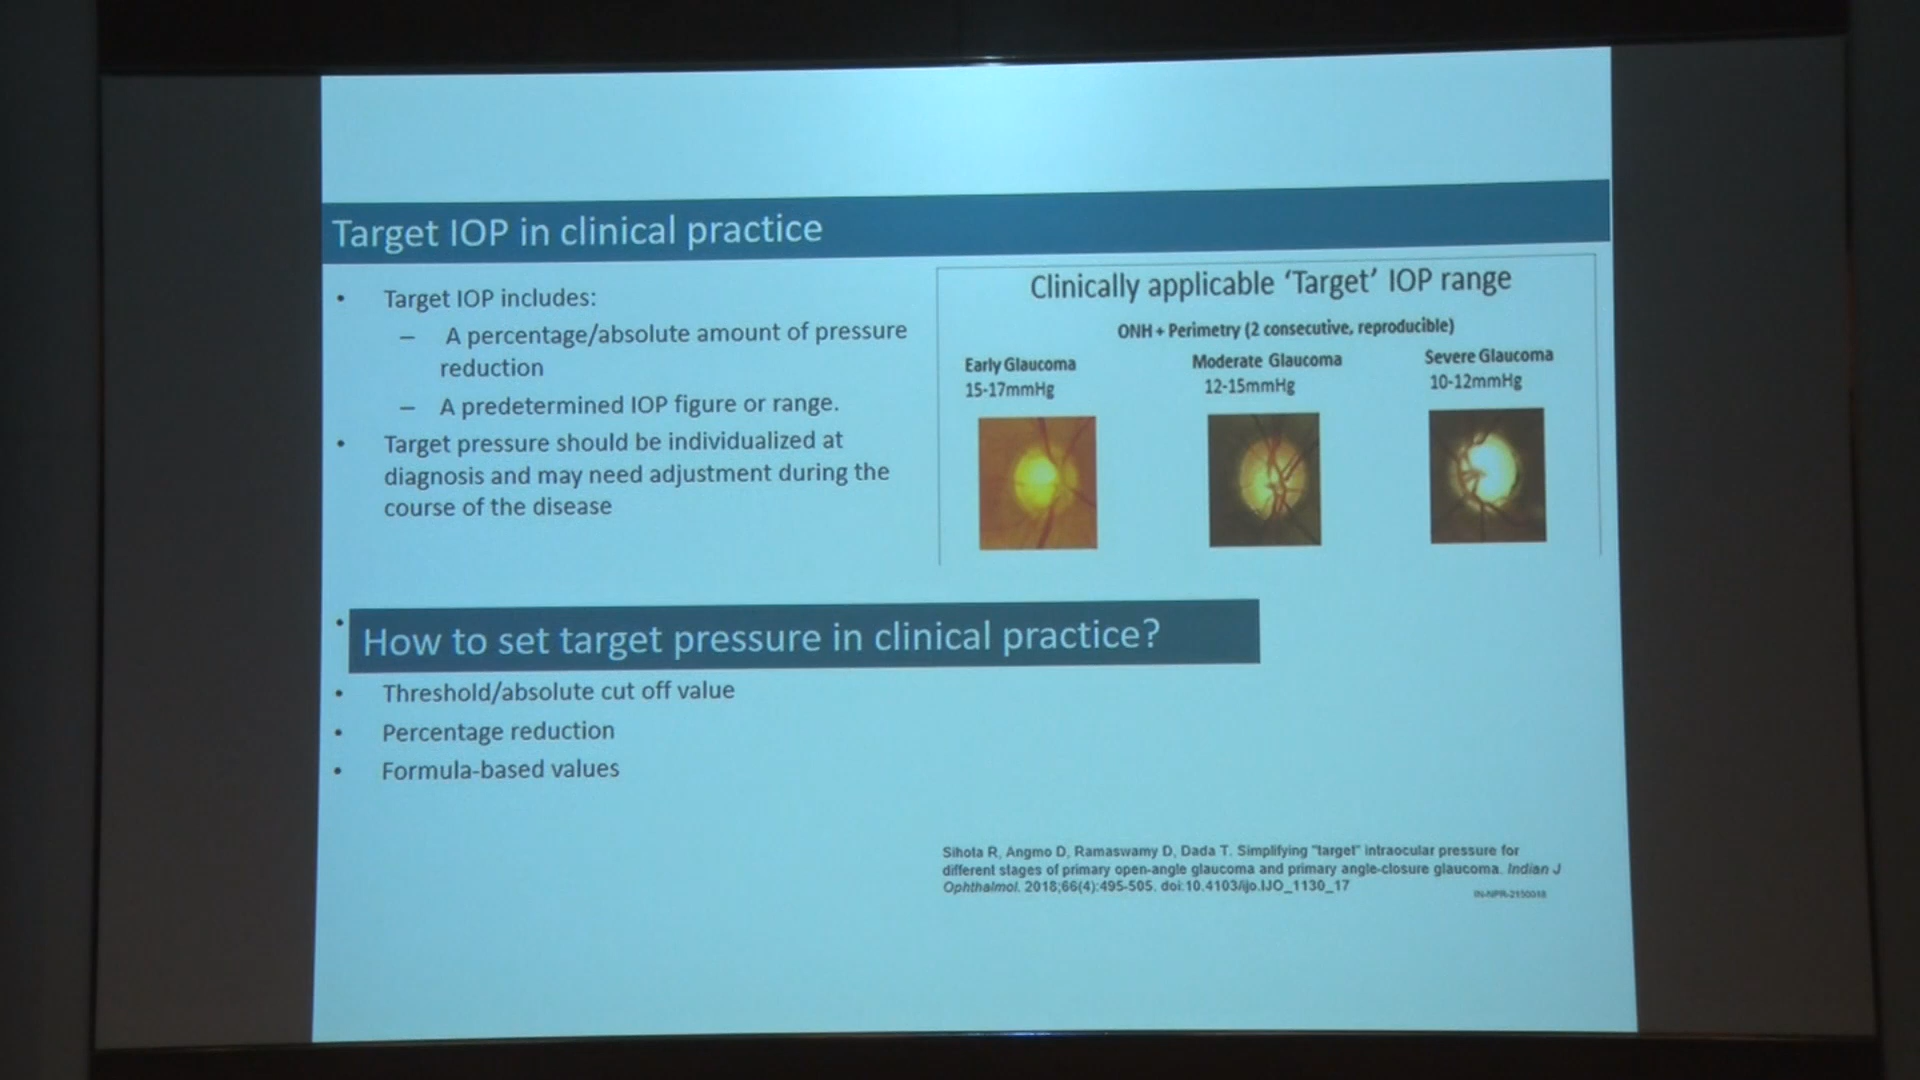 Target IOP in clinical practice
• Target IOP includes:
– A percentage/absolute amount of pressure
reduction
– A predetermined IOP figure or range.
• Target pressure should be individualized at
diagnosis and may need adjustment during the
course of the disease
Clinically applicable ‘Target’ IOP range
ONH + Perimetry (2 consecutive, reproducible)
Early Glaucoma
15-17mmHg
Moderate Glaucoma
12-15mmHg
Severe Glaucoma
10-12mmHg
• How to set target pressure in clinical practice?
• Threshold/absolute cut off value
• Percentage reduction
• Formula-based values
Sihota R, Angmo D, Ramaswamy D, Dada T. Simplifying "target" intraocular pressure for
different stages of primary open-angle glaucoma and primary angle-closure glaucoma. Indian J
Ophthalmol. 2018;66(4):495-505. doi:10.4103/ijo.IJO_1130_17